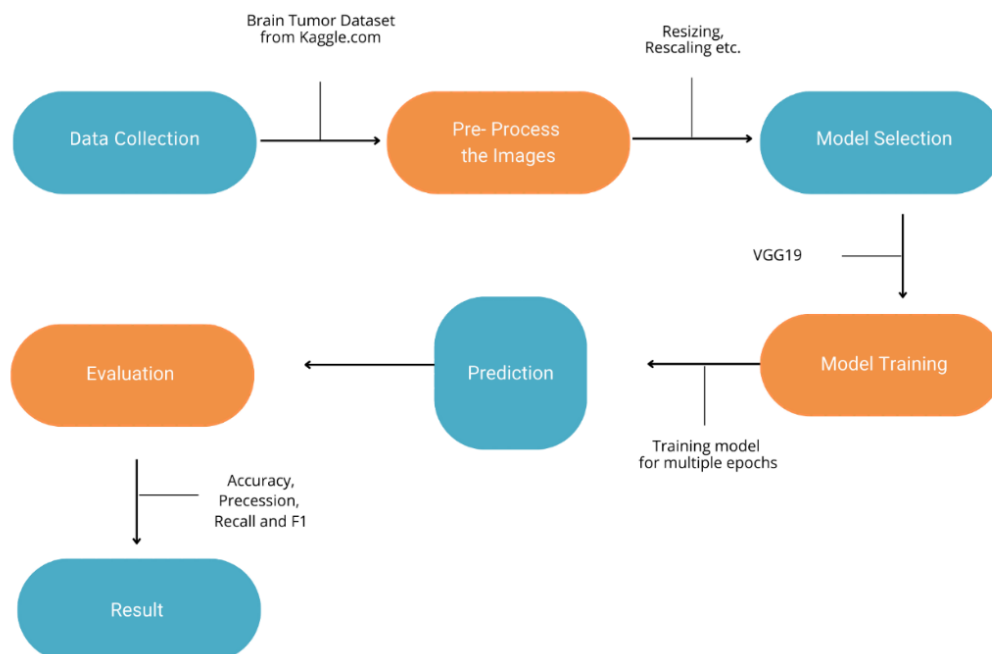 Brain Tumor Dataset
from Kaggle.com
Resizing,
Rescaling etc.
Data Collection
Pre- Process
the Images
Model Selection
VGG19
Evaluation
Prediction
Model Training
Training model
for multiple epochs
Accuracy,
Precession,
Recall and F1
Result